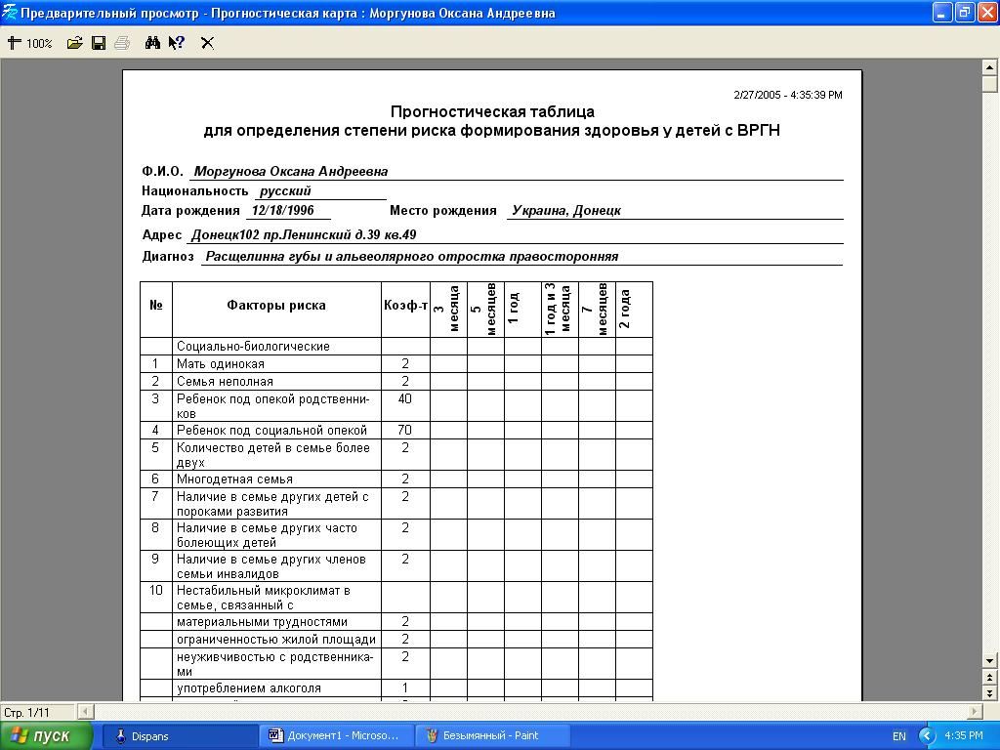 Предварительный просмотр - Прогностическая карта : Моргунова Оксана Андреевна
100%
2/27/2005 - 4:35:39 PM
Прогностическая таблица
для определения степени риска формирования здоровья у детей с ВРГН
Ф.И.О. Моргунова Оксана Андреевна
Национальность русский
Дата рождения 12/18/1996 Место рождения Украина, Донецк
Адрес Донецк102 пр.Ленинский д.39 кв.49
Диагноз Расщелинна губы и альвеолярного отростка правосторонняя
№ Факторы риска Коэф-т 3 месяца 5 месяцев 1 год 1 год и 3 месяца 7 месяцев 2 года
Социально-биологические
1 Мать одинокая 2
2 Семья неполная 2
3 Ребенок под опекой родственни- 40
ков
4 Ребенок под социальной опекой 70
5 Количество детей в семье более 2
двух
6 Многодетная семья 2
7 Наличие в семье других детей с 2
пороками развития
8 Наличие в семье других часто 2
болеющих детей
9 Наличие в семье других членов 2
семьи инвалидов
10 Нестабильный микроклимат в
семье, связанный с
материальными трудностями 2
ограниченностью жилой площади 2
неуживчивостью с родственника- 2
ми
употреблением алкоголя 1
Стр. 1/11
пуск Dispans Документ1 - Microso... Безымянный - Paint EN 4:35 PM